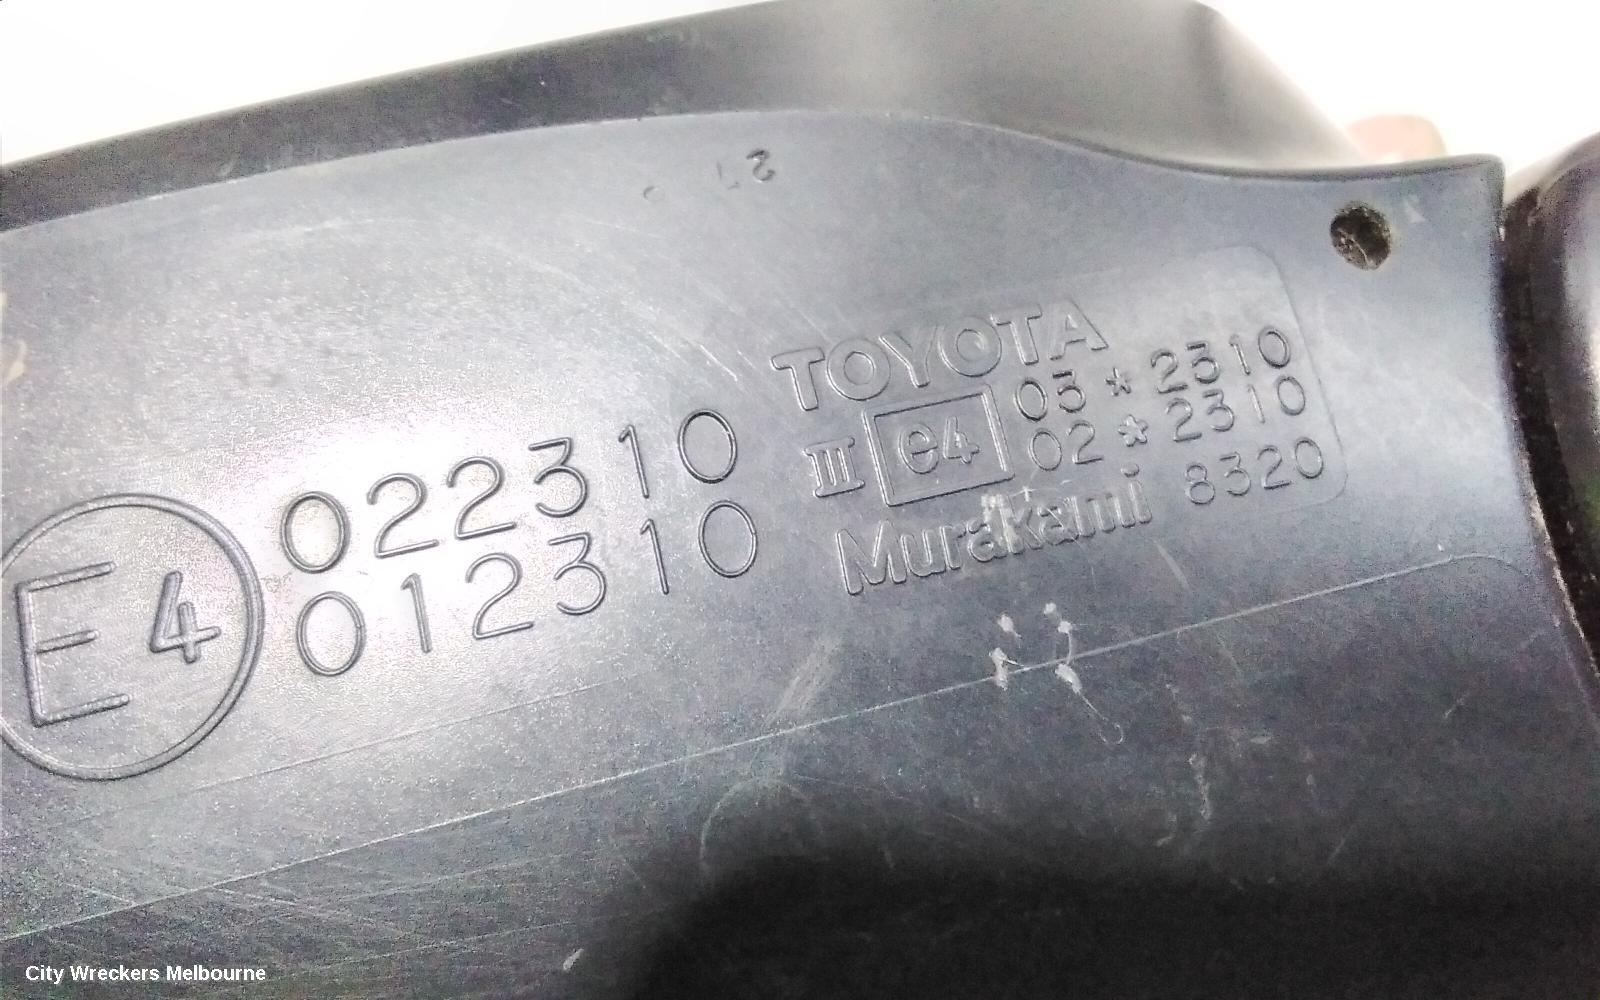 TOYOTA
III e4 03*2310
02*2310
Murakami 8320
E4 022310
012310
City Wreckers Melbourne